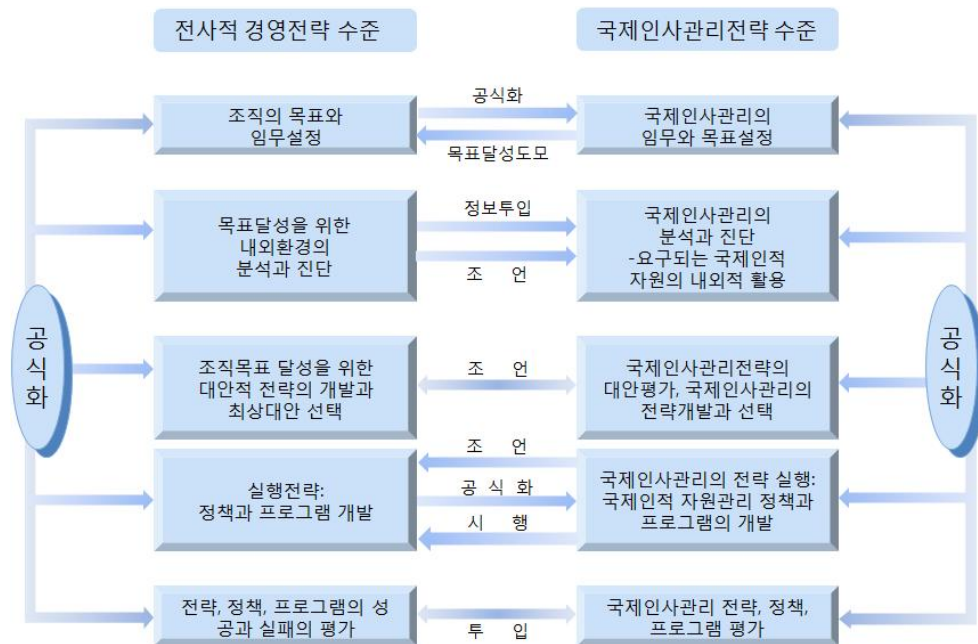 전사적 경영전략 수준
국제인사관리전략 수준
조직의 목표와
임무설정
공식화
목표달성도모
국제인사관리의
임무와 목표설정
목표달성을 위한
내외환경의
분석과 진단
정보투입
조 언
국제인사관리의
분석과 진단
-요구되는 국제인적
자원의 내외적 활용
공
식
화
조직목표 달성을 위한
대안적 전략의 개발과
최상대안 선택
조 언
국제인사관리전략의
대안평가, 국제인사관리의
전략개발과 선택
공
식
화
실행전략:
정책과 프로그램 개발
조 언
공 식 화
시 행
국제인사관리의 전략 실행:
국제인적 자원관리 정책과
프로그램의 개발
전략, 정책, 프로그램의 성
공과 실패의 평가
투 입
국제인사관리 전략, 정책,
프로그램 평가